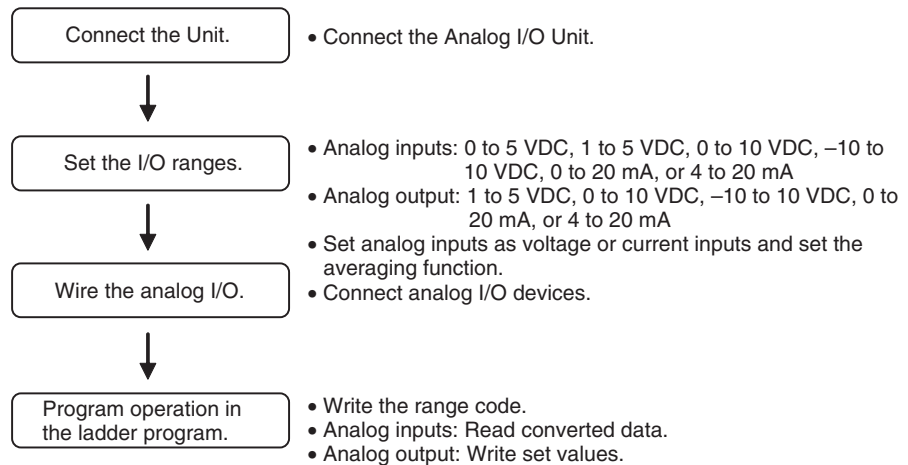 Connect the Unit.
• Connect the Analog I/O Unit.
Set the I/O ranges.
• Analog inputs: 0 to 5 VDC, 1 to 5 VDC, 0 to 10 VDC, –10 to
10 VDC, 0 to 20 mA, or 4 to 20 mA
• Analog output: 1 to 5 VDC, 0 to 10 VDC, –10 to 10 VDC, 0 to
20 mA, or 4 to 20 mA
• Set analog inputs as voltage or current inputs and set the
averaging function.
Wire the analog I/O.
• Connect analog I/O devices.
Program operation in
the ladder program.
• Write the range code.
• Analog inputs: Read converted data.
• Analog output: Write set values.